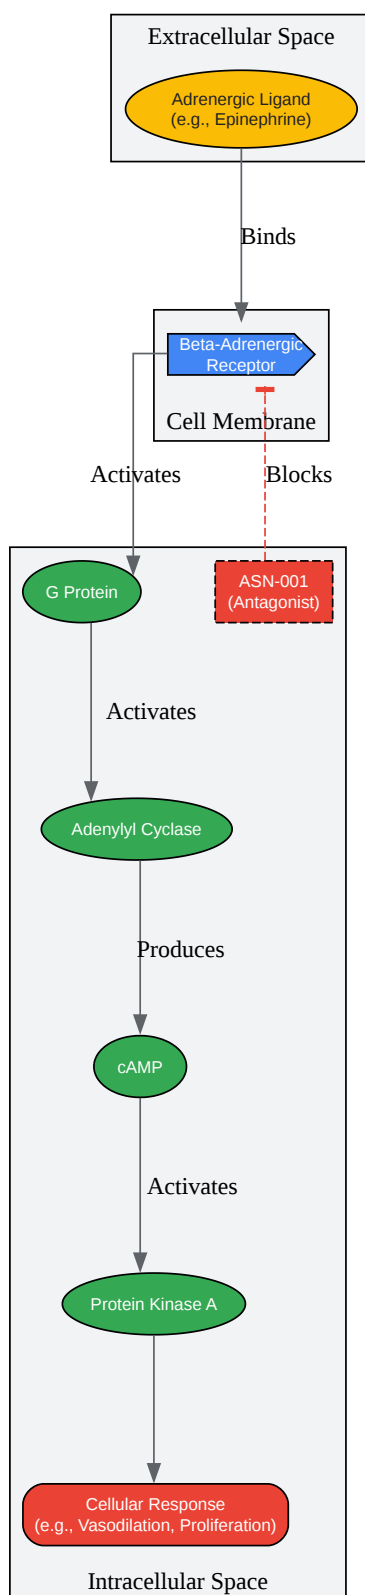 Extracellular Space
Adrenergic Ligand
(e.g., Epinephrine)
Binds
Beta-Adrenergic
Receptor
Cell Membrane
Activates
Blocks
G Protein
ASN-001
(Antagonist)
Activates
Adenylyl Cyclase
Produces
cAMP
Activates
Protein Kinase A
Cellular Response
(e.g., Vasodilation, Proliferation)
Intracellular Space